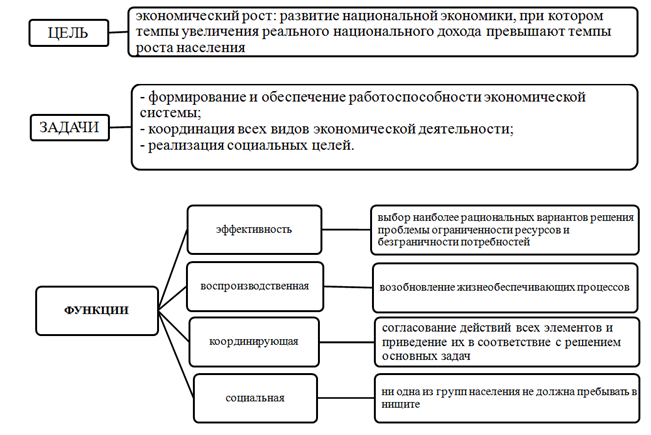 ЦЕЛЬ
экономический рост: развитие национальной экономики, при котором
темпы увеличения реального национального дохода превышают темпы
роста населения
ЗАДАЧИ
- формирование и обеспечение работоспособности экономической
системы;
- координация всех видов экономической деятельности;
- реализация социальных целей.
ФУНКЦИИ
эффективность
выбор наиболее рациональных вариантов решения
проблемы ограниченности ресурсов и
безграничности потребностей
воспроизводственная
возобновление жизнеобеспечивающих процессов
координирующая
согласование действий всех элементов и
приведение их в соответствие с решением
основных задач
социальная
ни одна из групп населения не должна пребывать в
нищите